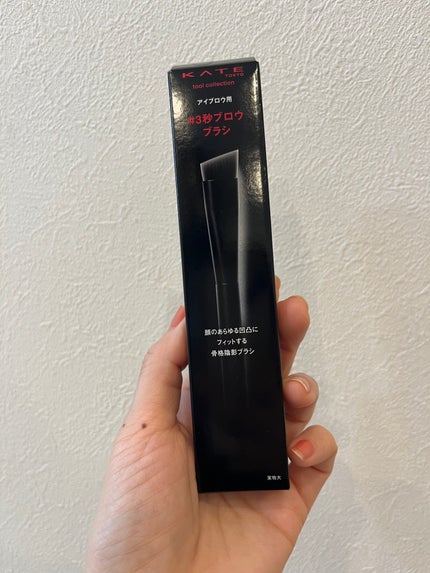 KATE
TOKYO
tool collection
アイブロウ用
#3秒ブロウ
ブラシ
顔のあらゆる凹凸に
フィットする
骨格陰影ブラシ
実物大